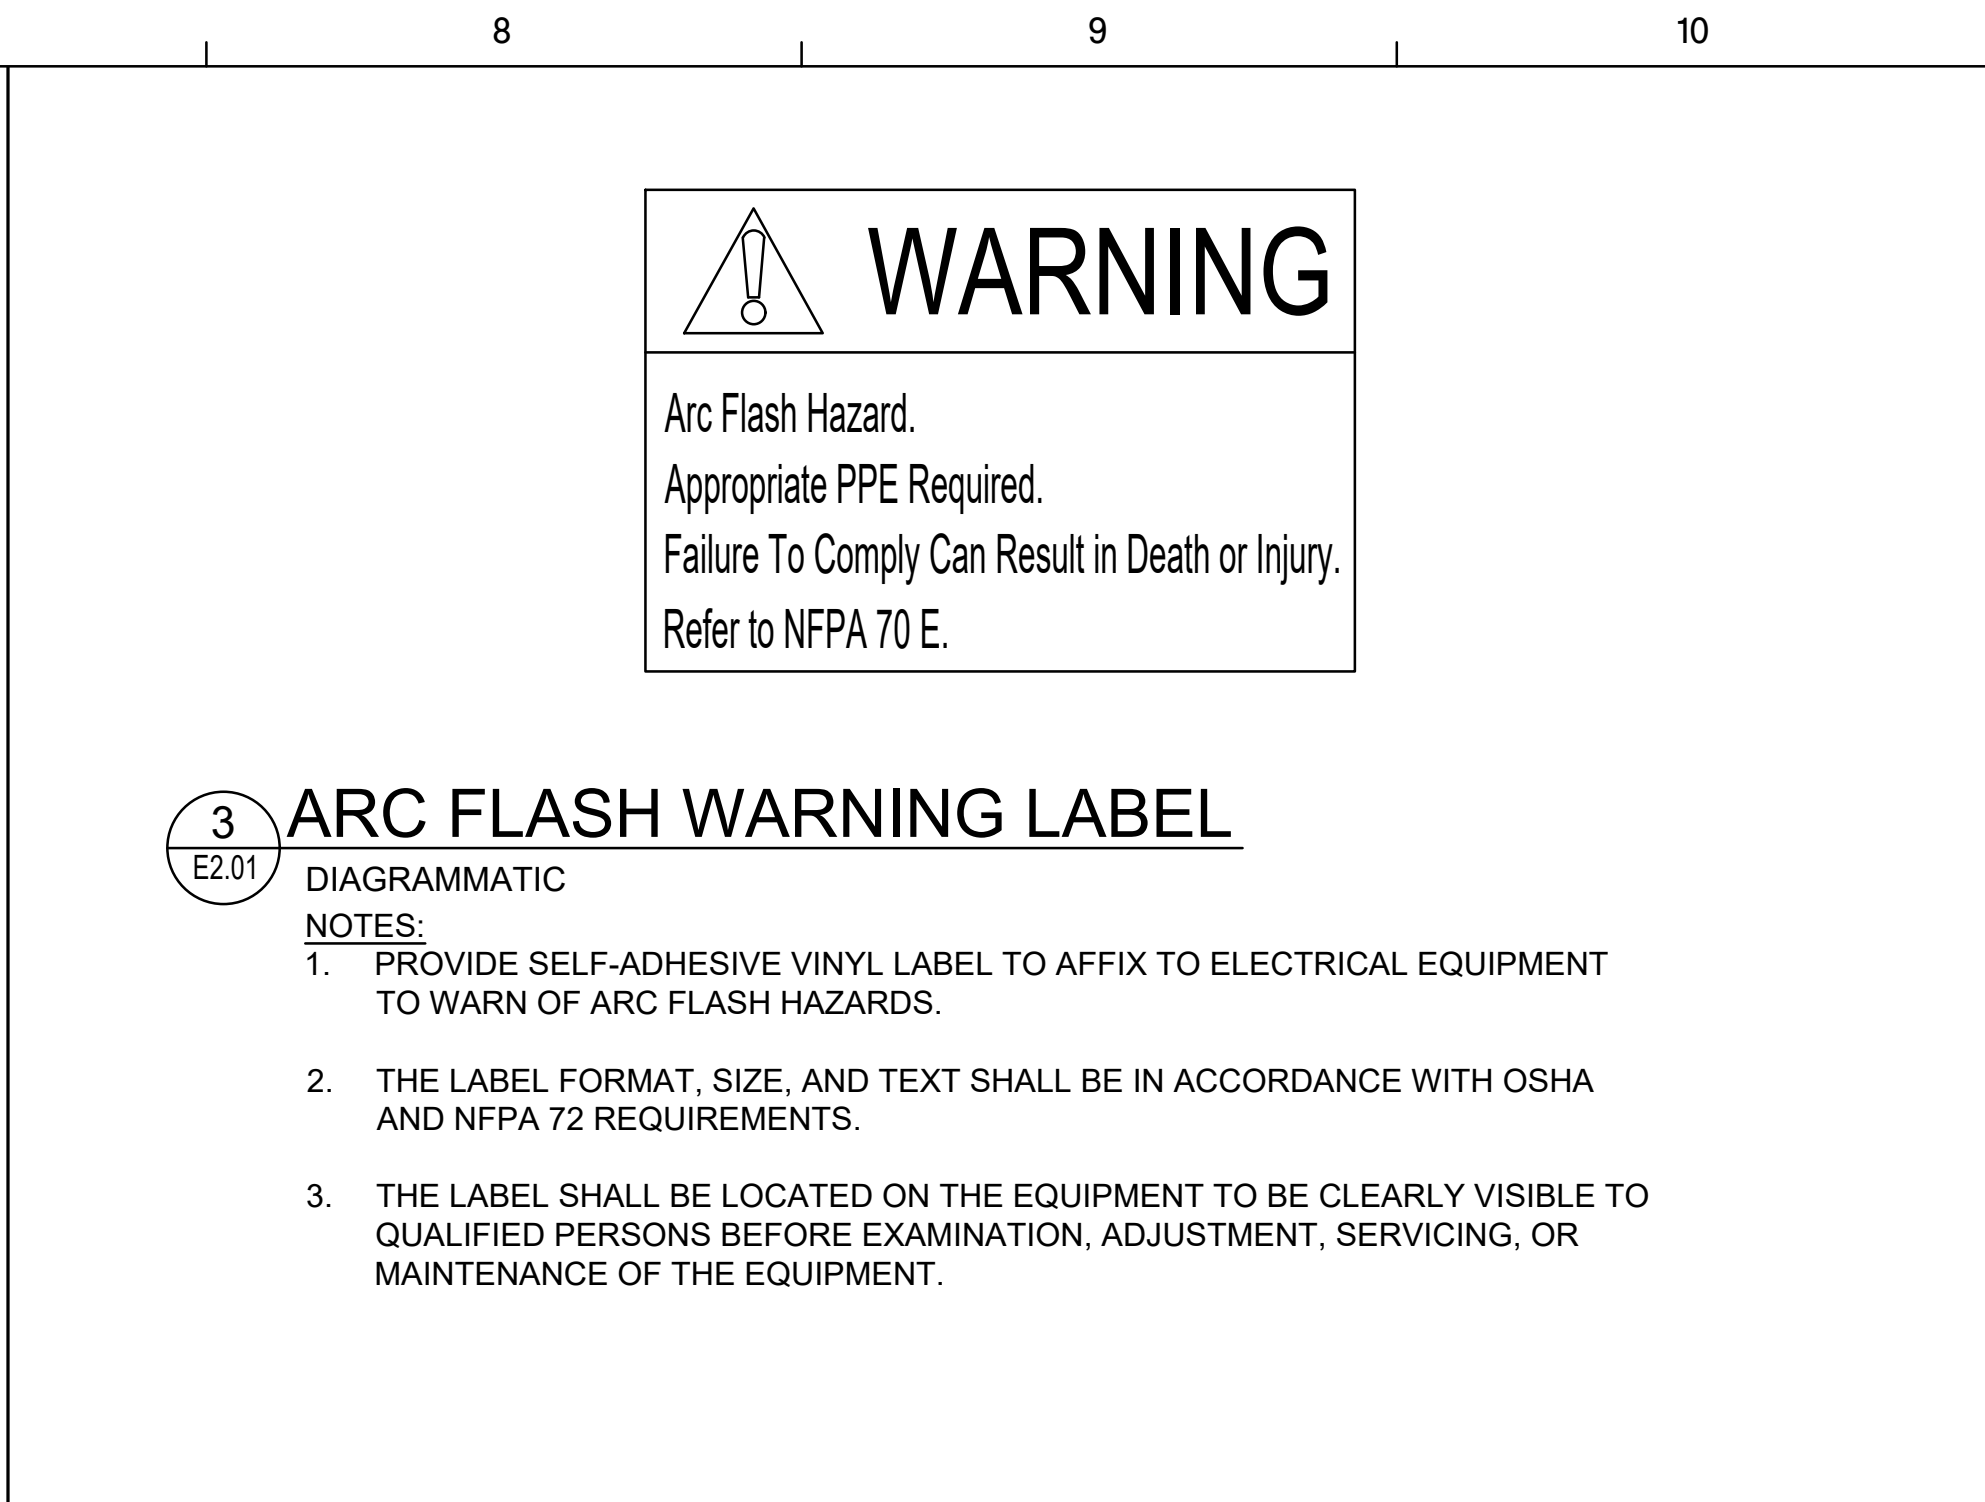 8 9 10
WARNING
Arc Flash Hazard.
Appropriate PPE Required.
Failure To Comply Can Result in Death or Injury.
Refer to NFPA 70 E.
3
E2.01
ARC FLASH WARNING LABEL
DIAGRAMMATIC
NOTES:
1. PROVIDE SELF-ADHESIVE VINYL LABEL TO AFFIX TO ELECTRICAL EQUIPMENT
TO WARN OF ARC FLASH HAZARDS.
2. THE LABEL FORMAT, SIZE, AND TEXT SHALL BE IN ACCORDANCE WITH OSHA
AND NFPA 72 REQUIREMENTS.
3. THE LABEL SHALL BE LOCATED ON THE EQUIPMENT TO BE CLEARLY VISIBLE TO
QUALIFIED PERSONS BEFORE EXAMINATION, ADJUSTMENT, SERVICING, OR
MAINTENANCE OF THE EQUIPMENT.